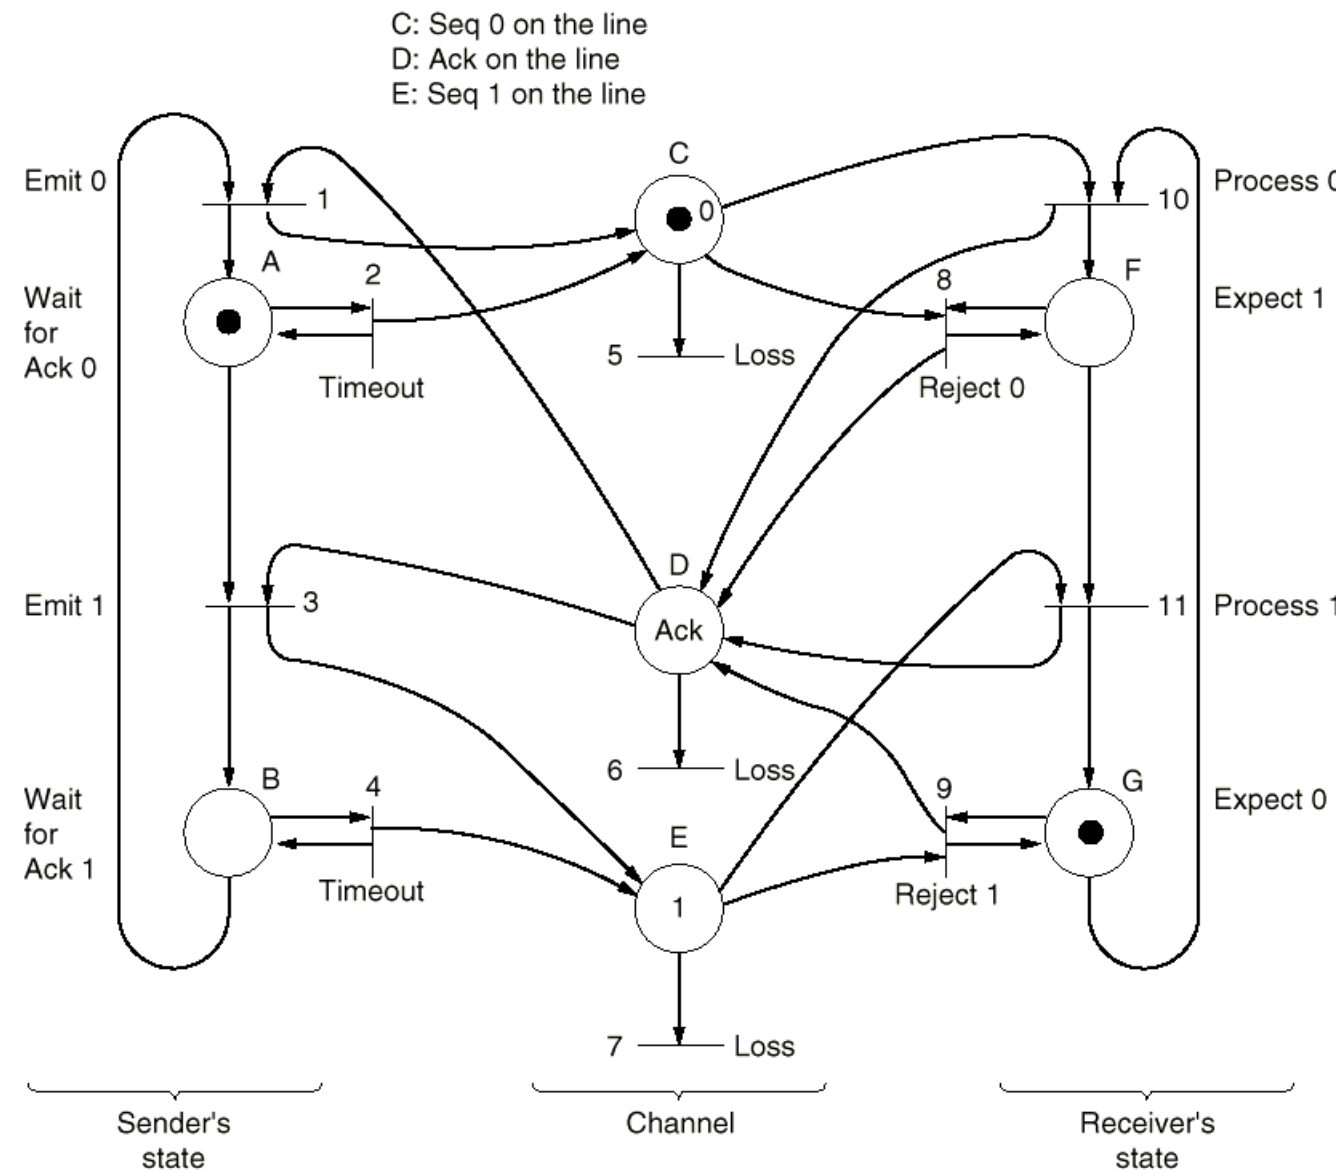 C: Seq 0 on the line
D: Ack on the line
E: Seq 1 on the line
C
Emit 0
1
0
10
Process 0
A
2
8
F
Wait
for
Ack 0
Expect 1
5
Loss
Timeout
Reject 0
D
Emit 1
3
Ack
11
Process 1
B
4
6
Loss
9
G
Wait
for
Ack 1
Expect 0
E
Timeout
1
Reject 1
7
Loss
Sender's
state
Channel
Receiver's
state